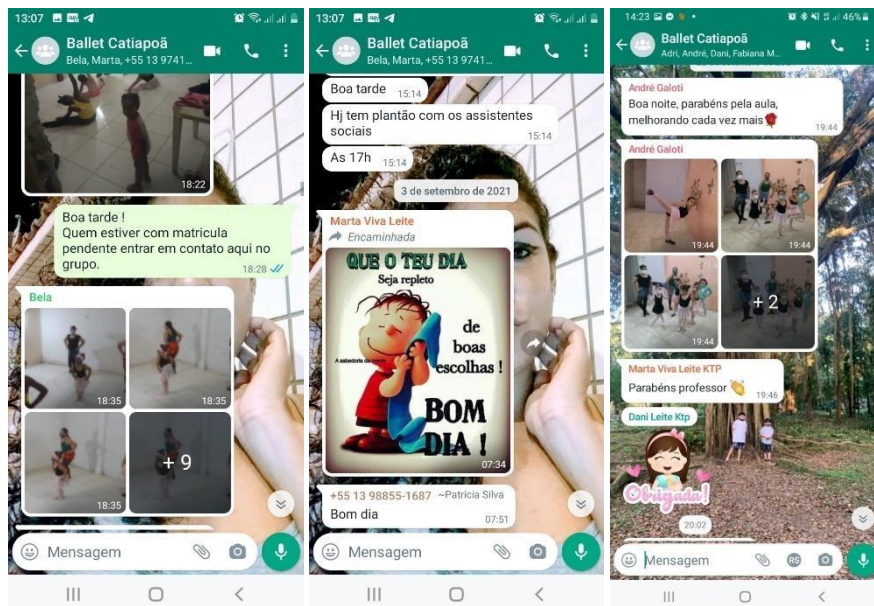 13:07
Ballet Catiapoã
Bela, Marta, +55 13 9741...
18:22
Boa tarde !
Quem estiver com matricula
pendente entrar em contato aqui no
grupo.
18:28
Bela
18:35
18:35
18:35
+ 9
Mensagem
13:07
Ballet Catiapoã
Bela, Marta, +55 13 9741...
Boa tarde 15:14
Hj tem plantão com os assistentes
sociais
15:14
As 17h 15:14
3 de setembro de 2021
Marta Viva Leite
Encaminhada
QUE O TEU DIA
Seja repleto
de
boas
escolhas !
A sabedoria da mente
BOM
DIA !
07:34
+55 13 98855-1687 ~Patrícia Silva
Bom dia
07:51
Mensagem
14:23
46%
Ballet Catiapoã
Adri, André, Dani, Fabiana M...
André Galoti
Boa noite, parabéns pela aula,
melhorando cada vez mais
19:44
André Galoti
19:44
19:44
19:44
+ 2
Marta Viva Leite KTP
Parabéns professor
19:46
Dani Leite Ktp
Obrigada!
20:02
Mensagem
RS